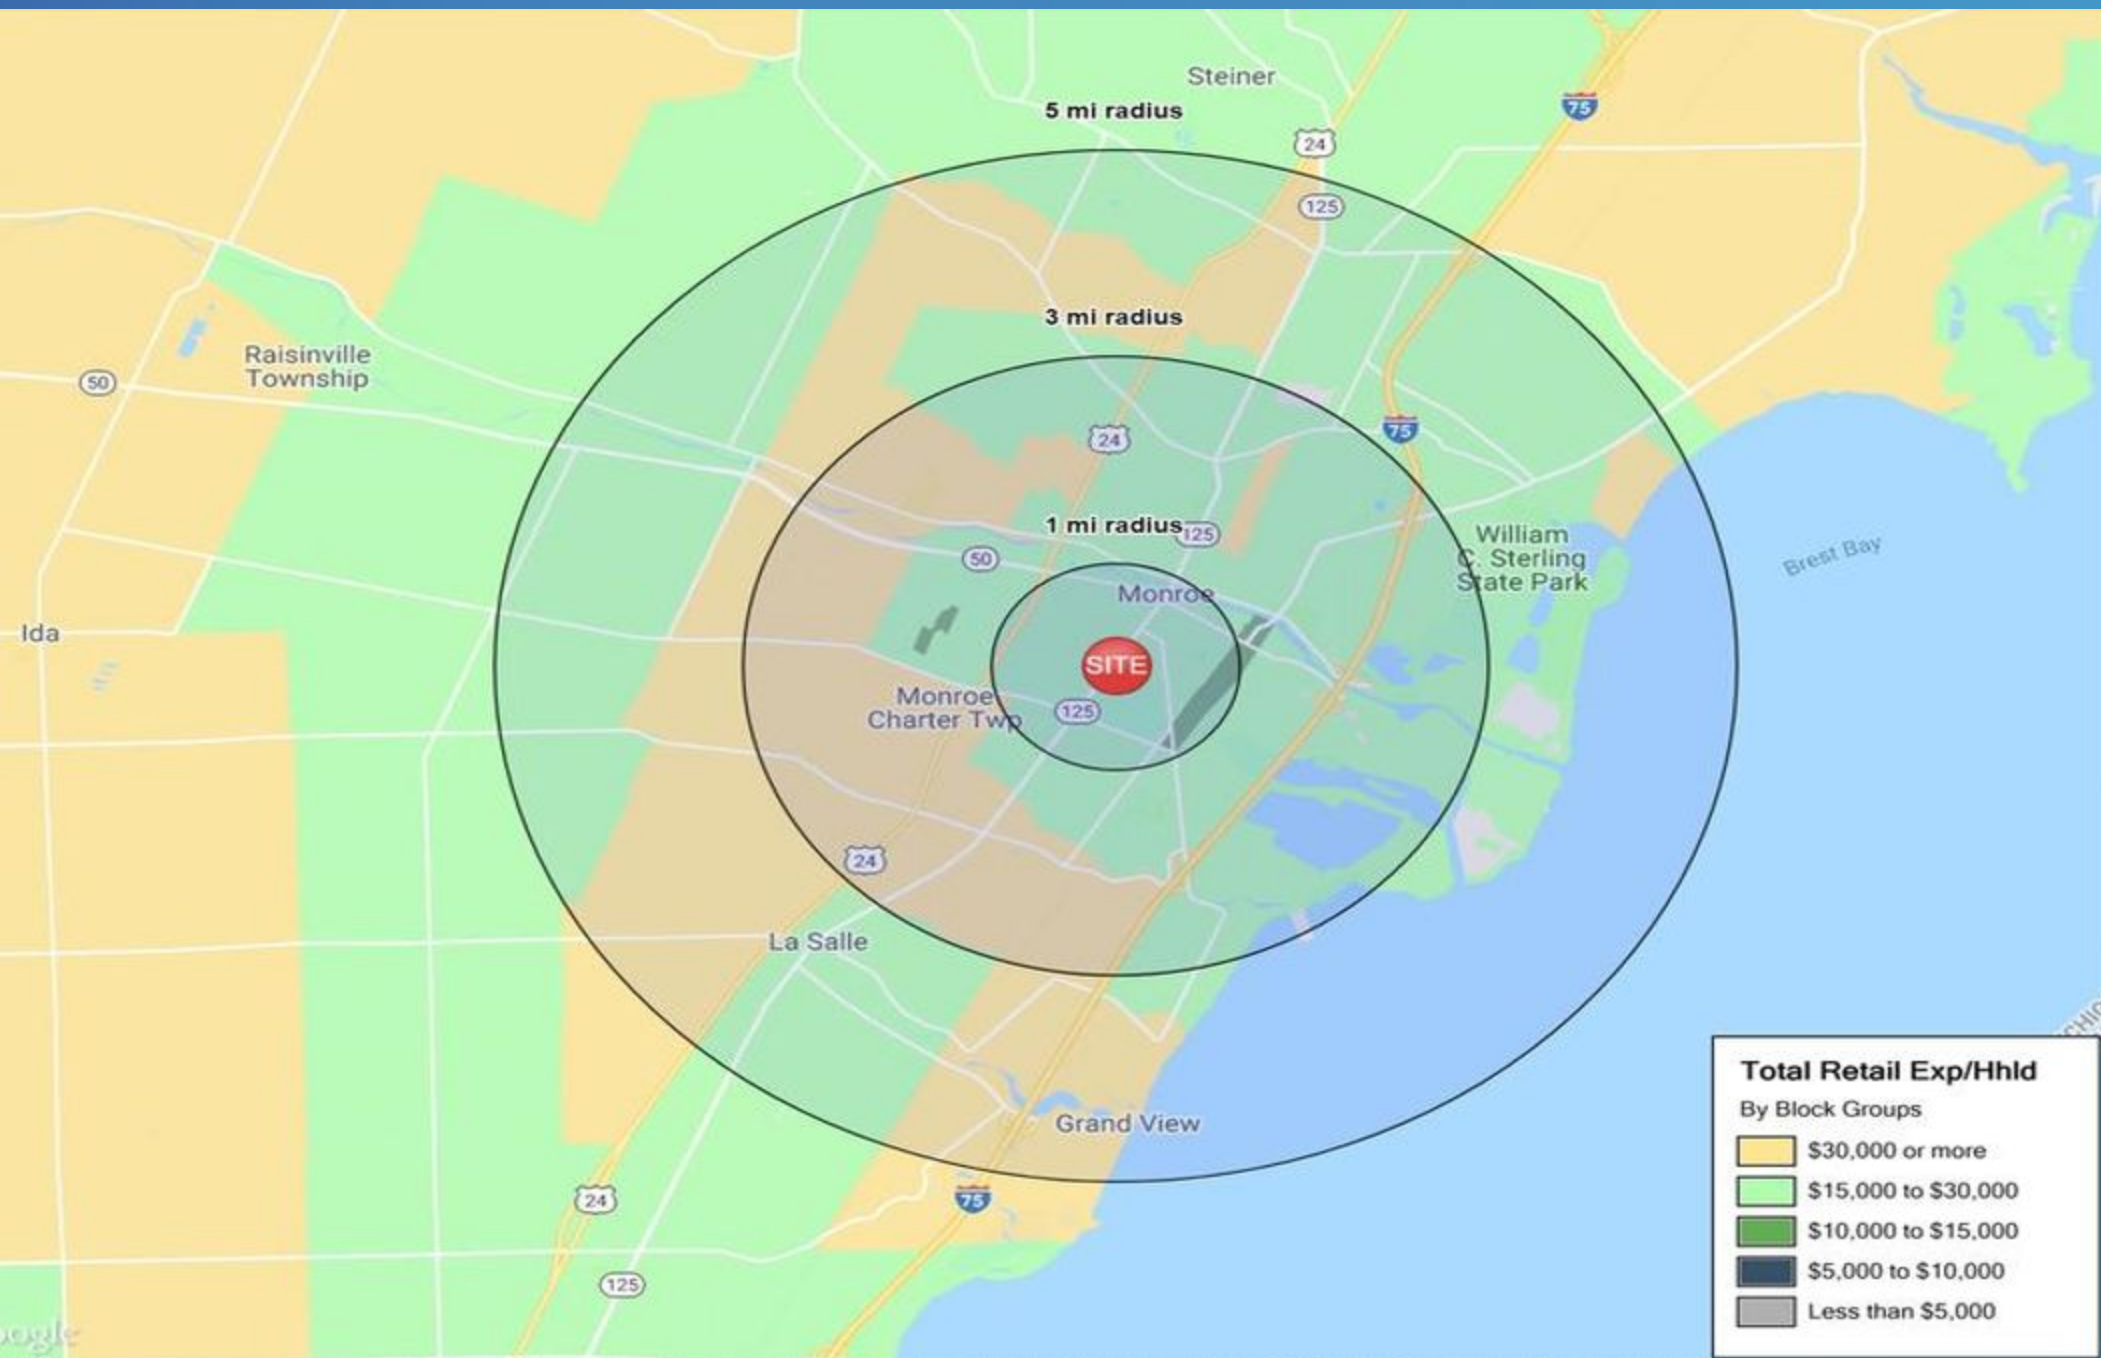 Steiner
5 mi radius
75
24
125
3 mi radius
Raisinville
Township
50
24
75
1 mi radius
125
William
C. Sterling
State Park
Brest Bay
50
Monroe
Ida
SITE
Monroe
Charter Twp
125
24
La Salle
Grand View
75
24
125
Total Retail Exp/Hhld
By Block Groups
$30,000 or more
$15,000 to $30,000
$10,000 to $15,000
$5,000 to $10,000
Less than $5,000